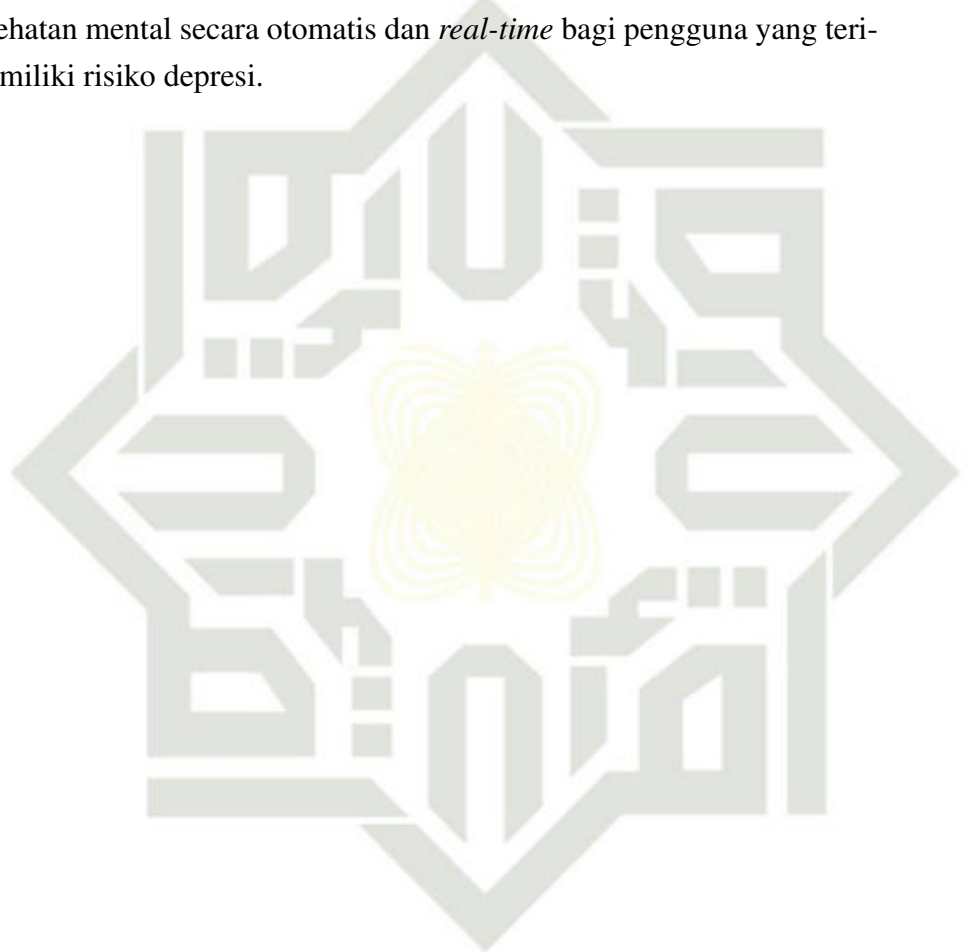 ehatan mental secara otomatis dan real-time bagi pengguna yang teri-
miliki risiko depresi.